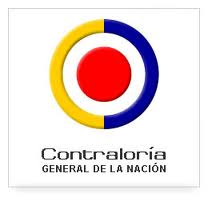 Contraloría
GENERAL DE LA NACIÓN